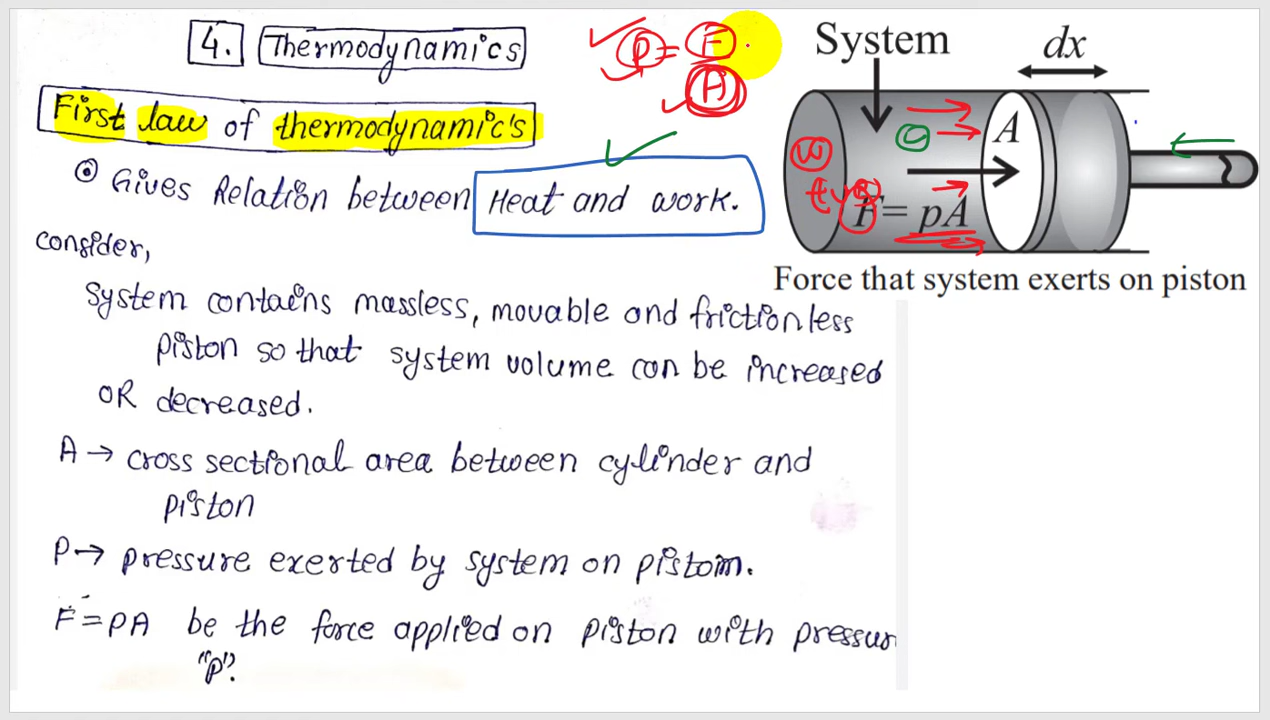 4. Thermodynamics
P = F
A
First law of thermodynamics
Gives Relation between Heat and work.
consider,
System contains massless, movable and frictionless
piston so that system volume can be increased
OR decreased.
A → cross sectional area between cylinder and
piston
P → pressure exerted by system on piston.
F = PA be the force applied on piston with pressur
"P".
System
dx
A
W
F = pA
Force that system exerts on piston